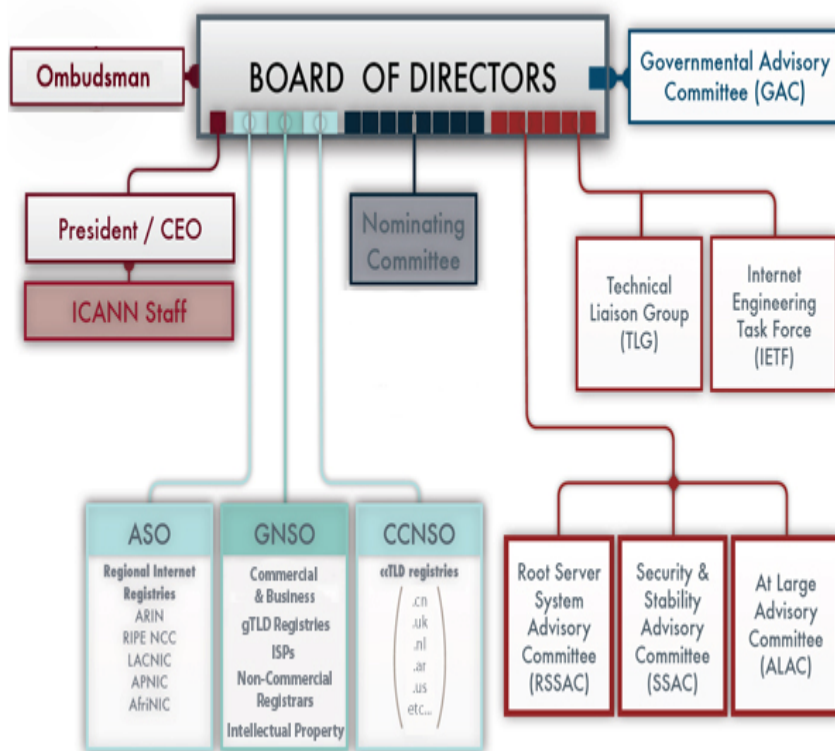 Ombudsman
BOARD OF DIRECTORS
Governmental Advisory
Committee (GAC)
President / CEO
ICANN Staff
Nominating
Committee
Technical
Liaison Group
(TLG)
Internet
Engineering
Task Force
(IETF)
ASO
Regional Internet
Registries
ARIN
RIPE NCC
LACNIC
APNIC
AfriNIC
GNSO
Commercial
& Business
gTLD Registries
ISPs
Non-Commercial
Registrars
Intellectual Property
CCNSO
ccTLD registries
.cn
.uk
.nl
.ar
.us
etc...
Root Server
System
Advisory
Committee
(RSSAC)
Security &
Stability
Advisory
Committee
(SSAC)
At Large
Advisory
Committee
(ALAC)